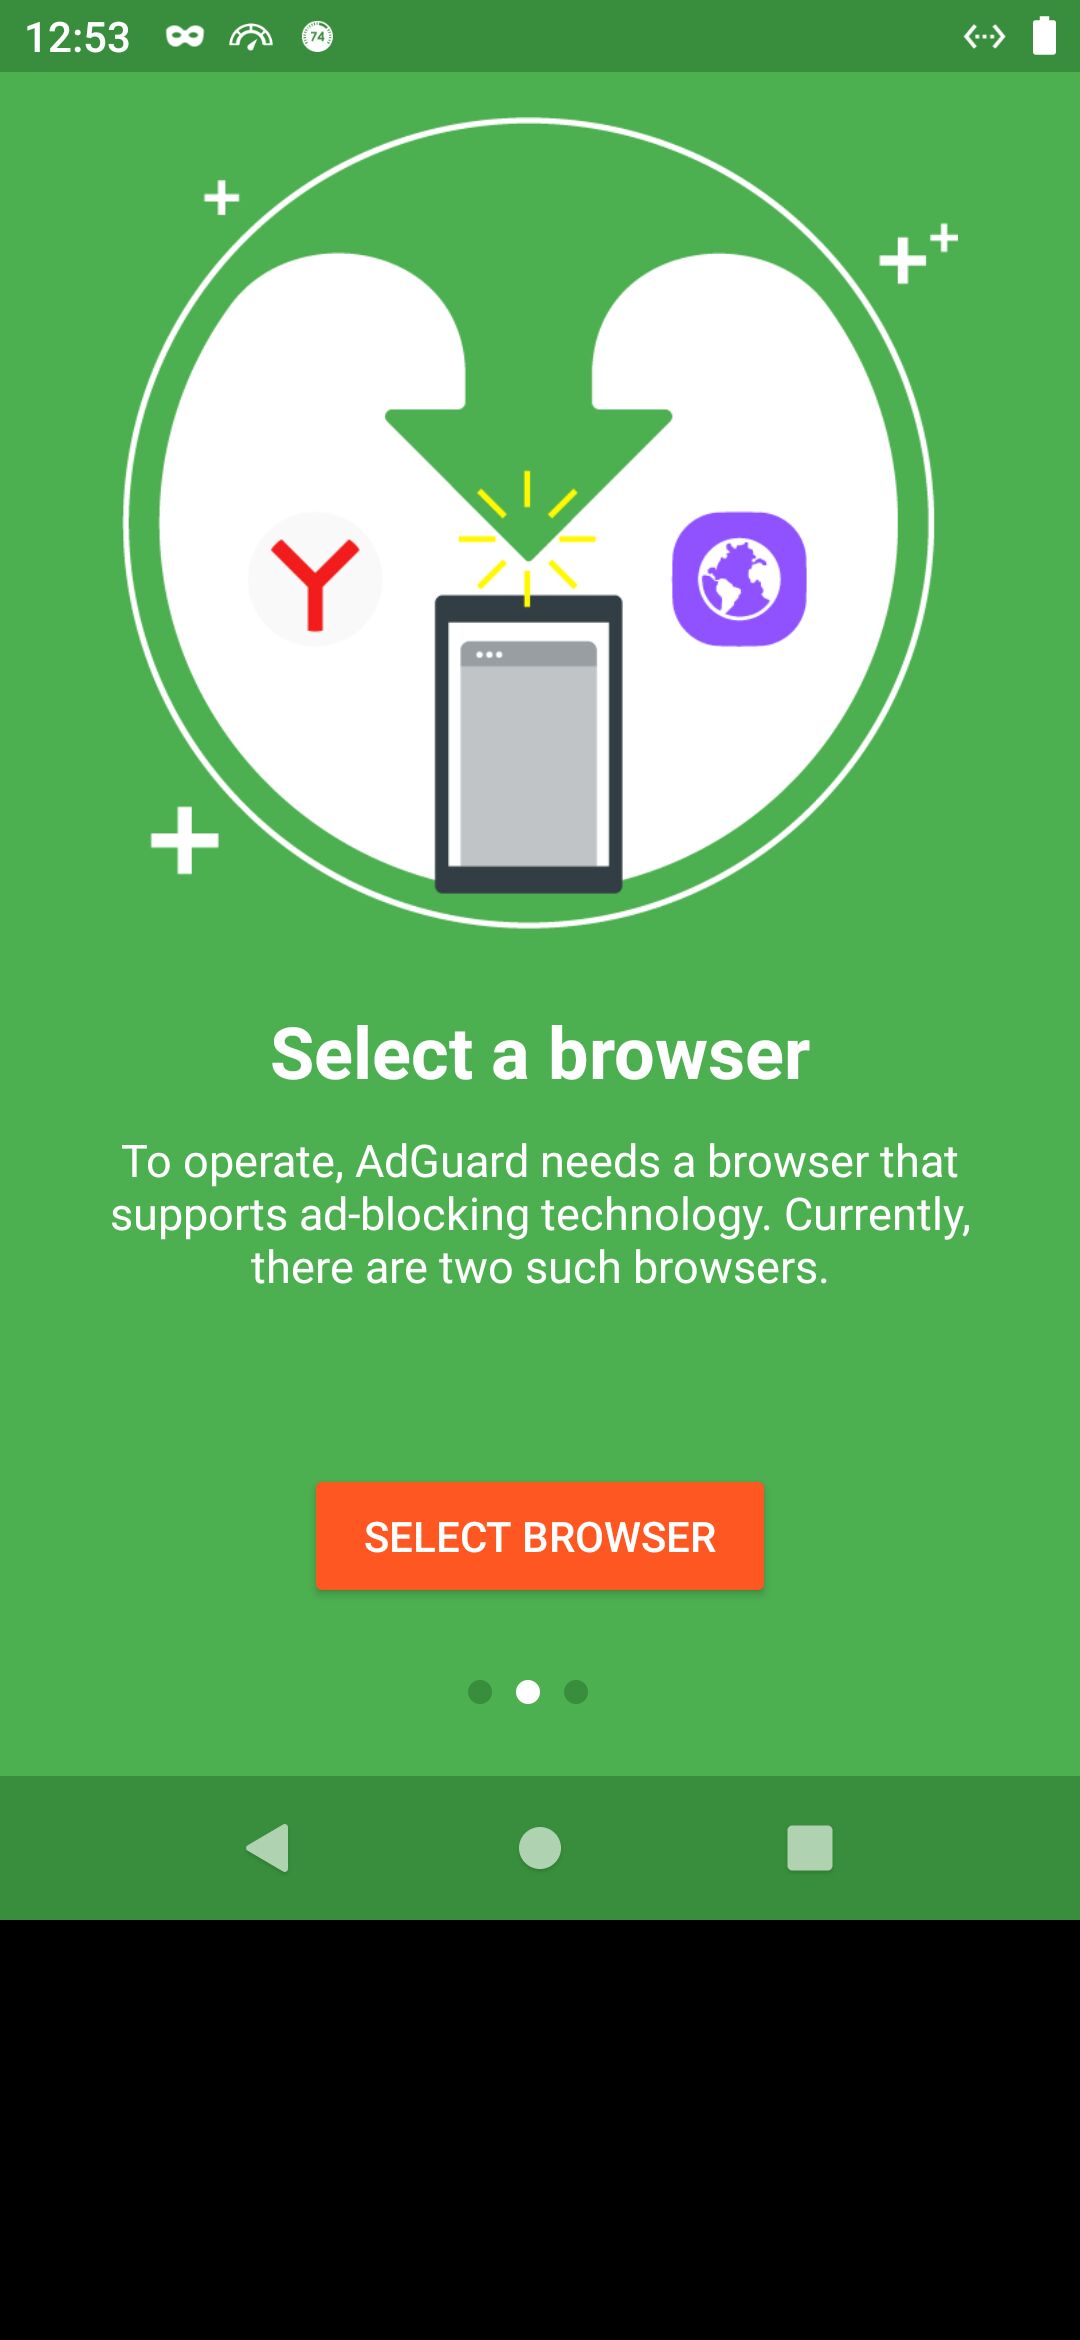 12:53
74
Y
Select a browser
To operate, AdGuard needs a browser that
supports ad-blocking technology. Currently,
there are two such browsers.
SELECT BROWSER